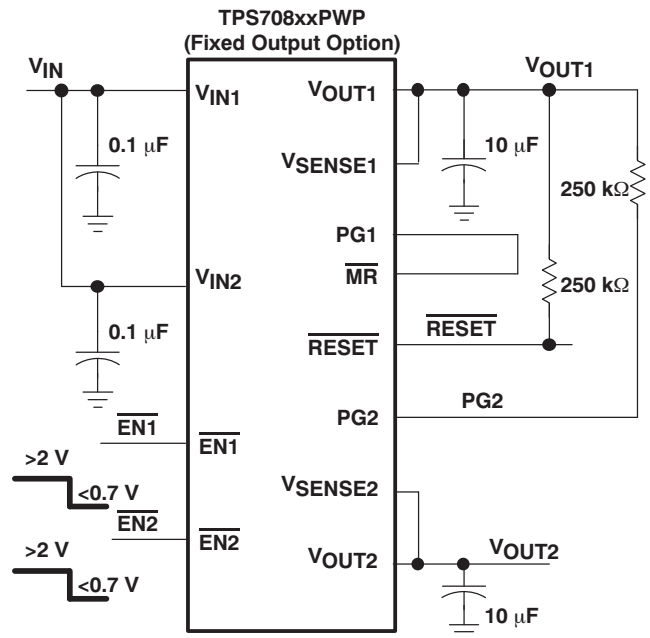 TPS708xxPWP
(Fixed Output Option)
VIN
VIN1
VOUT1
VOUT1
0.1 μF
10 μF
VSENSE1
250 kΩ
PG1
MR
VIN2
250 kΩ
0.1 μF
RESET
RESET
PG2
PG2
EN1
EN1
>2 V
<0.7 V
VSENSE2
EN2
EN2
>2 V
<0.7 V
VOUT2
VOUT2
10 μF